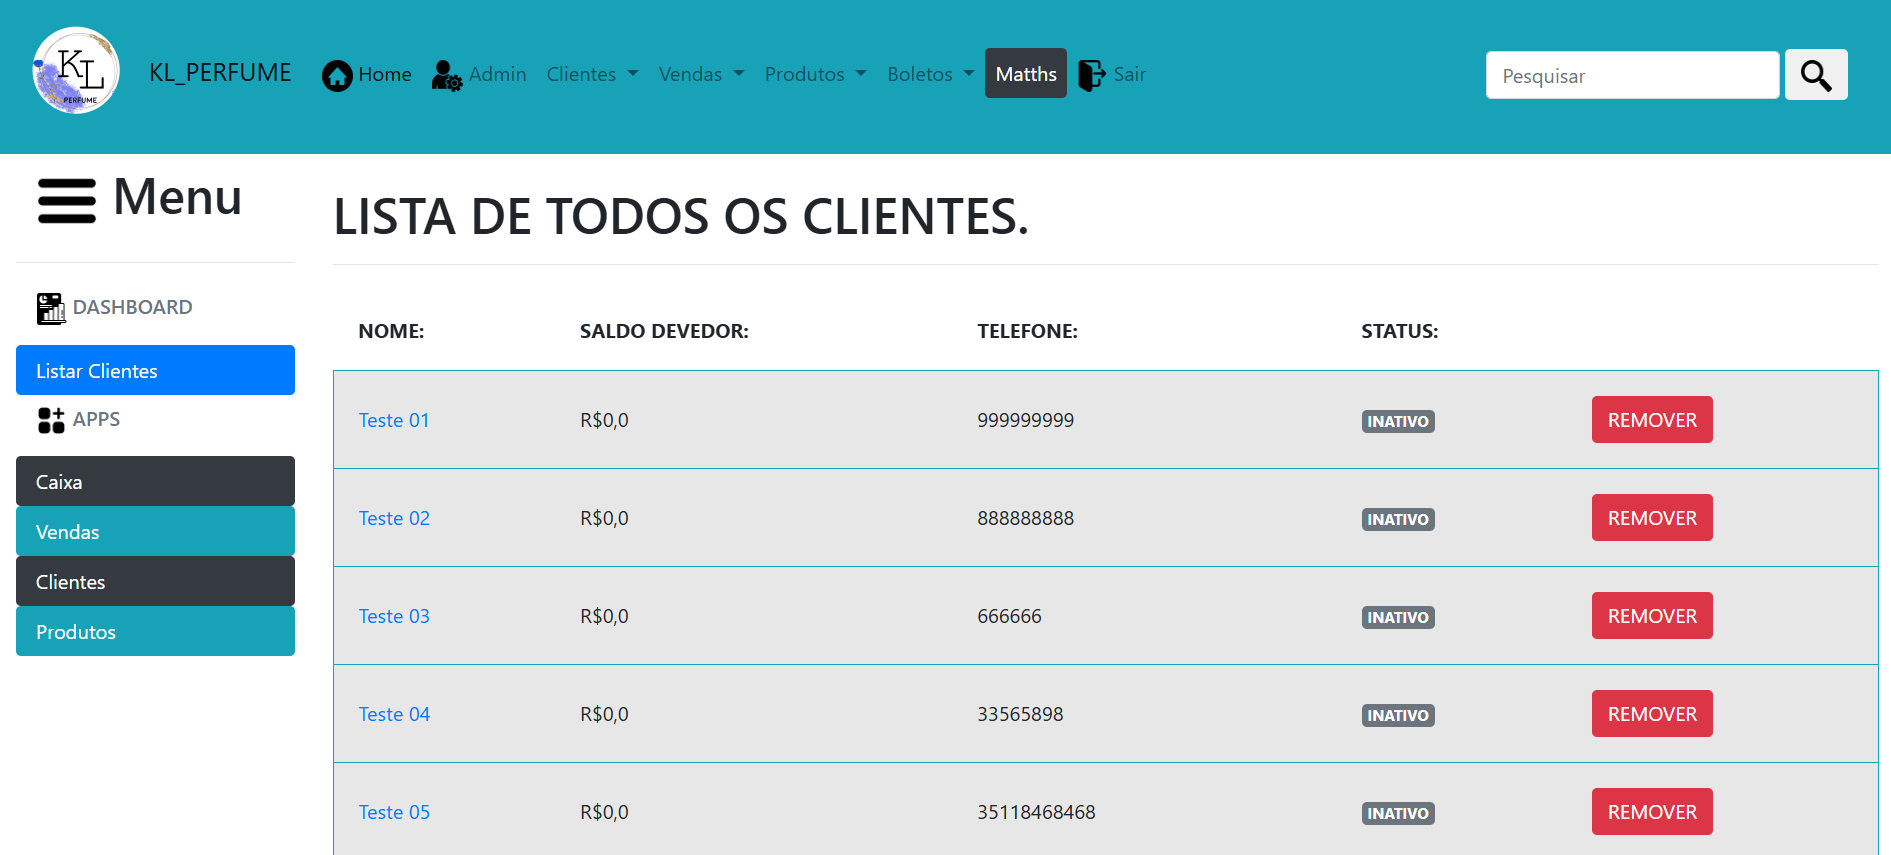 KL
PERFUME
KL_PERFUME Home Admin Clientes Vendas Produtos Boletos Matths Sair Pesquisar
Menu
LISTA DE TODOS OS CLIENTES.
DASHBOARD
Listar Clientes
APPS
Caixa
Vendas
Clientes
Produtos
NOME: SALDO DEVEDOR: TELEFONE: STATUS:
Teste 01 R$0,0 999999999 INATIVO REMOVER
Teste 02 R$0,0 888888888 INATIVO REMOVER
Teste 03 R$0,0 666666 INATIVO REMOVER
Teste 04 R$0,0 33565898 INATIVO REMOVER
Teste 05 R$0,0 35118468468 INATIVO REMOVER